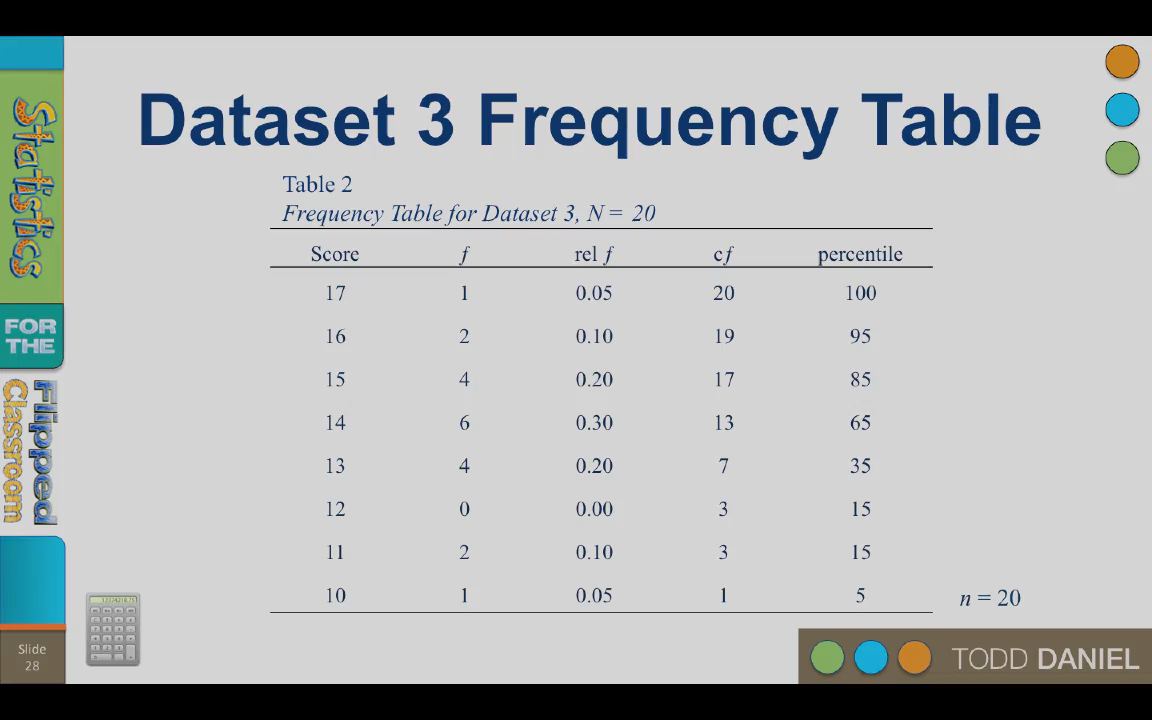 Dataset 3 Frequency Table
Statistics
FOR THE
Flipped Classroom
Table 2
Frequency Table for Dataset 3, N = 20
Score f rel f cf percentile
17 1 0.05 20 100
16 2 0.10 19 95
15 4 0.20 17 85
14 6 0.30 13 65
13 4 0.20 7 35
12 0 0.00 3 15
11 2 0.10 3 15
10 1 0.05 1 5
n = 20
Slide
28
TODD DANIEL